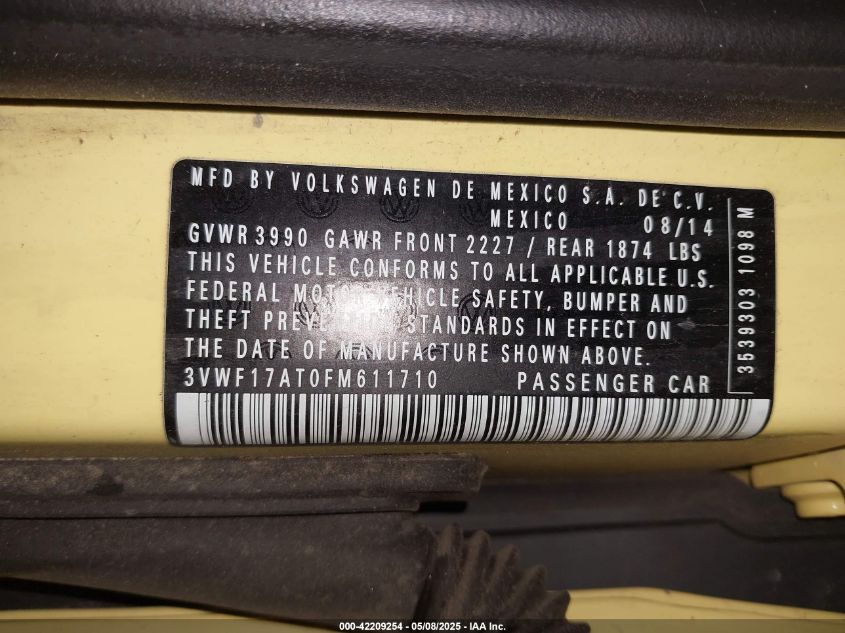 MFD BY VOLKSWAGEN DE MEXICO S.A. DE C.V.
MEXICO 08/14
GVWR 3990 GAWR FRONT 2227 / REAR 1874 LBS
THIS VEHICLE CONFORMS TO ALL APPLICABLE U.S.
FEDERAL MOTOR VEHICLE SAFETY, BUMPER AND
THEFT PREVENTION STANDARDS IN EFFECT ON
THE DATE OF MANUFACTURE SHOWN ABOVE.
3VWF17AT0FM611710 PASSENGER CAR
3539303 1098 M
000-42209254 - 05/08/2025 - IAA Inc.